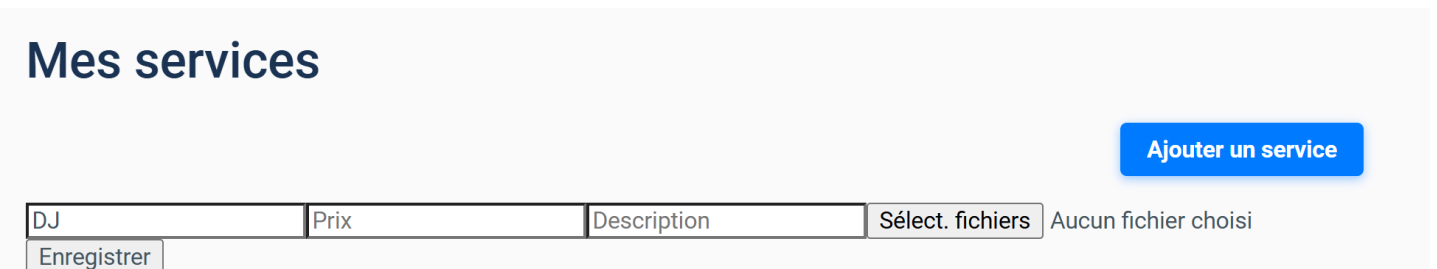 Mes services
Ajouter un service
DJ Prix Description Sélect. fichiers Aucun fichier choisi
Enregistrer